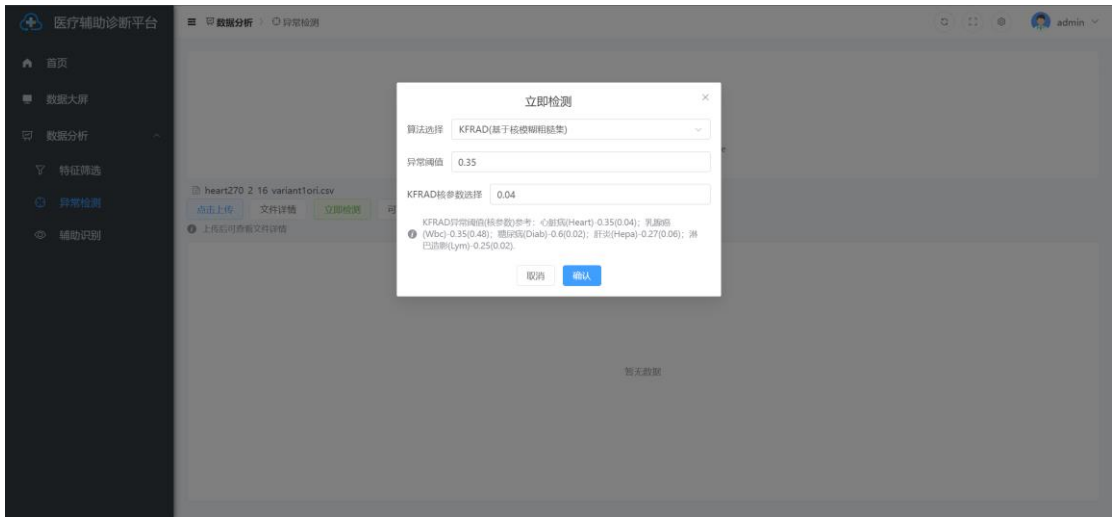 医疗辅助诊断平台
数据分析 > 异常检测
admin
首页
数据大屏
数据分析
特征筛选
异常检测
辅助识别
heart270_2_16_variant1ori.csv
点击上传 文件详情 立即检测 可
上传后可查看文件详情
立即检测
算法选择 KFRAD(基于核模糊粗糙集)
异常阈值 0.35
KFRAD核参数选择 0.04
KFRAD异常阈值(核参数)参考：心脏病(Heart)-0.35(0.04)；乳腺癌
(Wbc)-0.35(0.48)；糖尿病(Diab)-0.6(0.02)；肝炎(Hepa)-0.27(0.06)；淋
巴造影(Lym)-0.25(0.02).
取消 确认
暂无数据